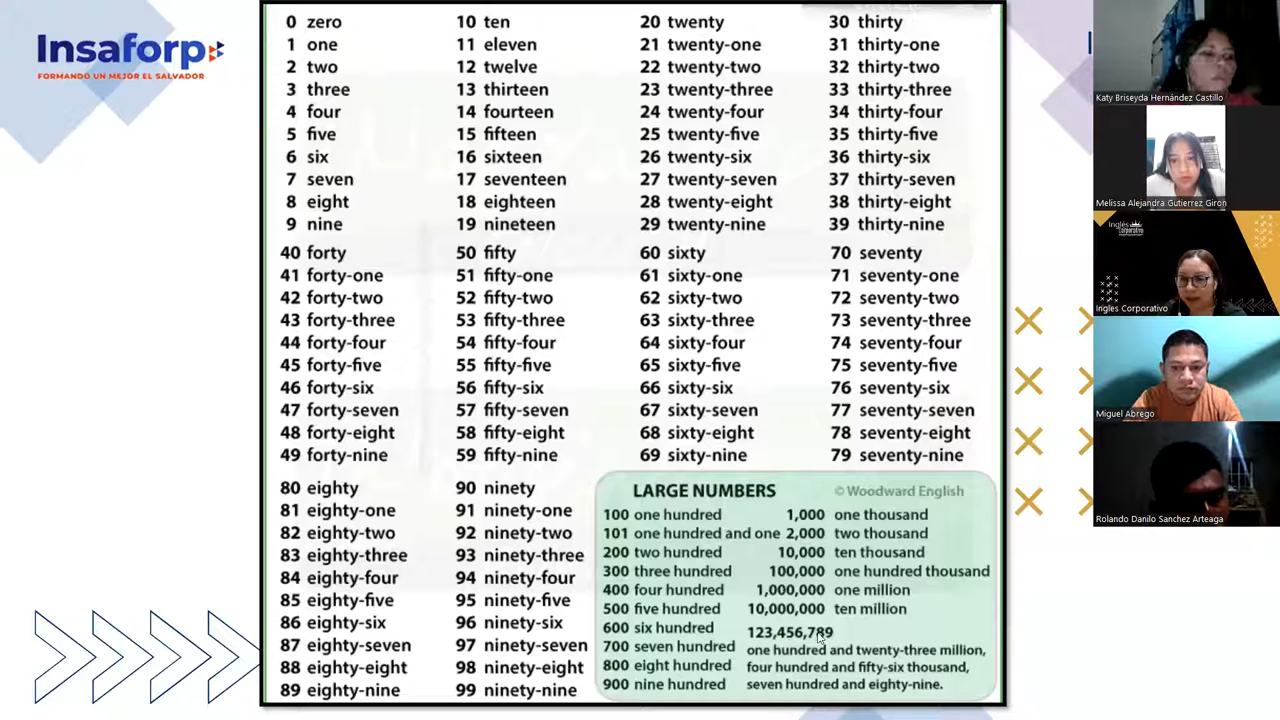 Insaforp
FORMANDO UN MEJOR EL SALVADOR
0 zero
1 one
2 two
3 three
4 four
5 five
6 six
7 seven
8 eight
9 nine
10 ten
11 eleven
12 twelve
13 thirteen
14 fourteen
15 fifteen
16 sixteen
17 seventeen
18 eighteen
19 nineteen
20 twenty
21 twenty-one
22 twenty-two
23 twenty-three
24 twenty-four
25 twenty-five
26 twenty-six
27 twenty-seven
28 twenty-eight
29 twenty-nine
30 thirty
31 thirty-one
32 thirty-two
33 thirty-three
34 thirty-four
35 thirty-five
36 thirty-six
37 thirty-seven
38 thirty-eight
39 thirty-nine
40 forty
41 forty-one
42 forty-two
43 forty-three
44 forty-four
45 forty-five
46 forty-six
47 forty-seven
48 forty-eight
49 forty-nine
50 fifty
51 fifty-one
52 fifty-two
53 fifty-three
54 fifty-four
55 fifty-five
56 fifty-six
57 fifty-seven
58 fifty-eight
59 fifty-nine
60 sixty
61 sixty-one
62 sixty-two
63 sixty-three
64 sixty-four
65 sixty-five
66 sixty-six
67 sixty-seven
68 sixty-eight
69 sixty-nine
70 seventy
71 seventy-one
72 seventy-two
73 seventy-three
74 seventy-four
75 seventy-five
76 seventy-six
77 seventy-seven
78 seventy-eight
79 seventy-nine
80 eighty
81 eighty-one
82 eighty-two
83 eighty-three
84 eighty-four
85 eighty-five
86 eighty-six
87 eighty-seven
88 eighty-eight
89 eighty-nine
90 ninety
91 ninety-one
92 ninety-two
93 ninety-three
94 ninety-four
95 ninety-five
96 ninety-six
97 ninety-seven
98 ninety-eight
99 ninety-nine
LARGE NUMBERS
© Woodward English
100 one hundred
101 one hundred and one
200 two hundred
300 three hundred
400 four hundred
500 five hundred
600 six hundred
700 seven hundred
800 eight hundred
900 nine hundred
1,000 one thousand
2,000 two thousand
10,000 ten thousand
100,000 one hundred thousand
1,000,000 one million
10,000,000 ten million
123,456,789
one hundred and twenty-three million,
four hundred and fifty-six thousand,
seven hundred and eighty-nine.
Katy Briseyda Hernández Castillo
Melissa Alejandra Gutierrez Giron
Inglés
Corporativo
Ingles Corporativo
Miguel Abrego
Rolando Danilo Sanchez Arteaga